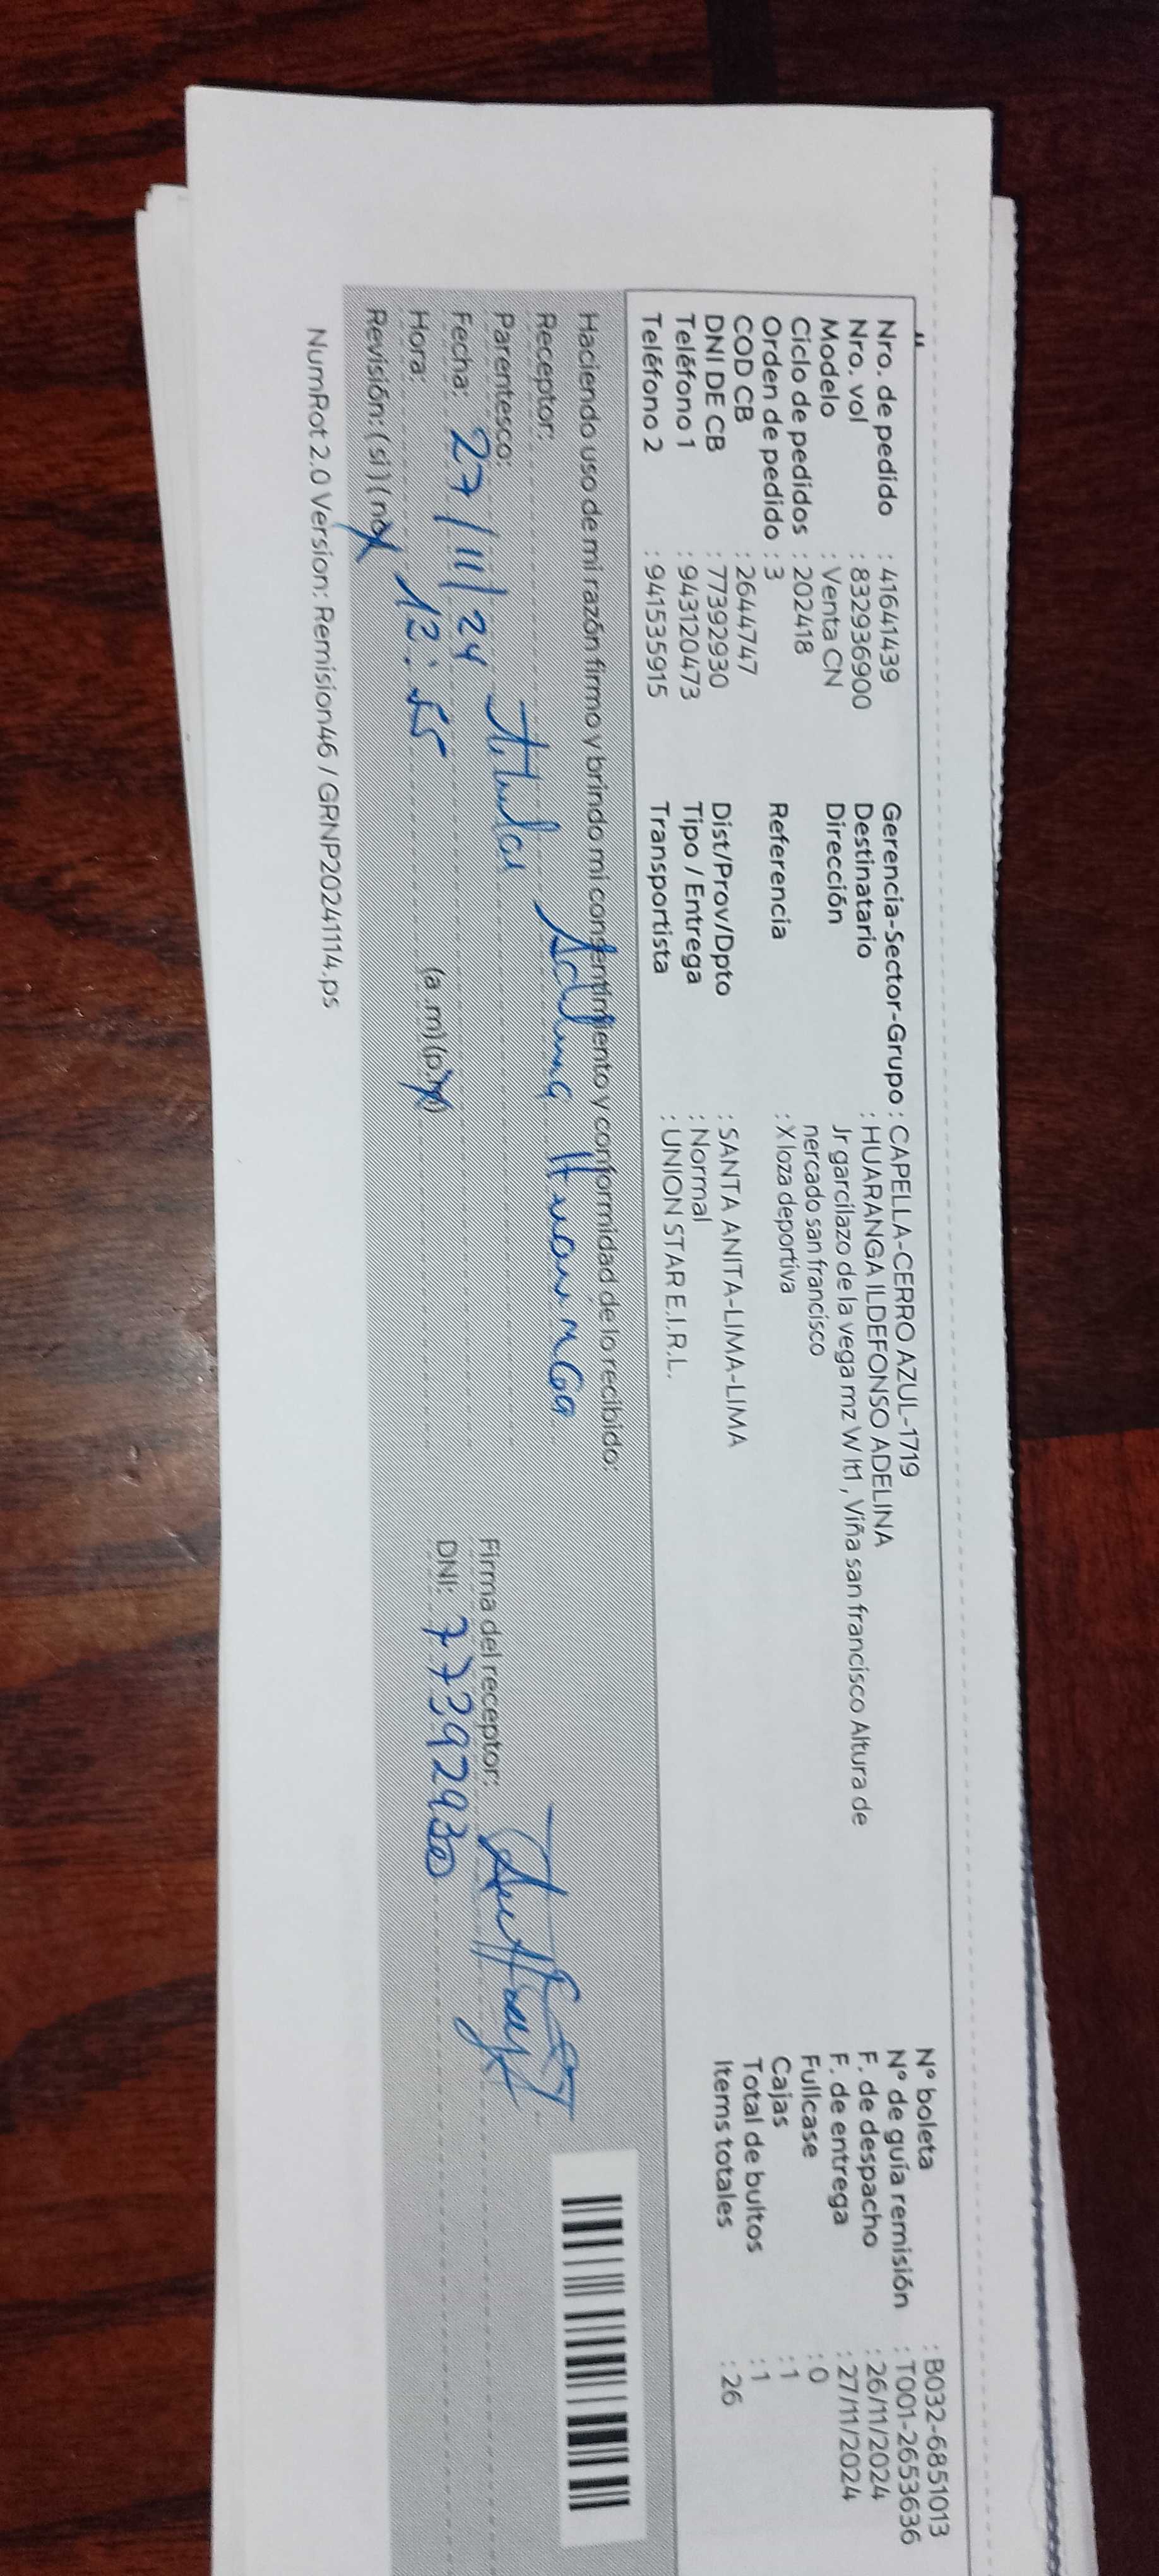 Nro. de pedido : 41641439
Nro. vol : 832936900
Modelo : Venta CN
Ciclo de pedidos : 202418
Orden de pedido : 3
COD CB : 2644747
DNI DE CB : 77392930
Teléfono 1 : 943120473
Teléfono 2 : 941535915
Gerencia-Sector-Grupo : CAPELLA-CERRO AZUL-1719
Destinatario : HUARANGA ILDEFONSO ADELINA
Dirección Jr garcilazo de la vega mz W lt1 , Viña san francisco Altura de
nercado san francisco
Referencia : X loza deportiva
Dist/Prov/Dpto : SANTA ANITA-LIMA-LIMA
Tipo / Entrega : Normal
Transportista : UNION STAR E.I.R.L.
N° boleta : B032-6851013
N° de guía remisión : T001-2653636
F. de despacho : 26/11/2024
F. de entrega : 27/11/2024
Fullcase : 0
Cajas : 1
Total de bultos : 1
Items totales : 26
Haciendo uso de mi razón firmo y brindo mi consentimiento y conformidad de lo recibido:
Receptor:
Parentesco: Titular
Fecha: 27/11/24
Hora: 12:55 (a.m) (p.m)
Revisión: (si) (no)
Firma del receptor:
DNI: 77392930
NumRot 2.0 Version: Remision46 / GRNP20241114.ps